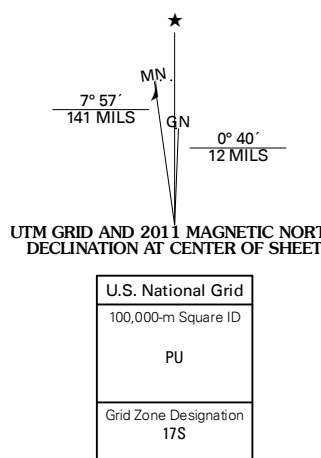 ★
MN.
7° 57´
141 MILS
GN
0° 40´
12 MILS
UTM GRID AND 2011 MAGNETIC NORT
DECLINATION AT CENTER OF SHEET
U.S. National Grid
100,000-m Square ID
PU
Grid Zone Designation
17S